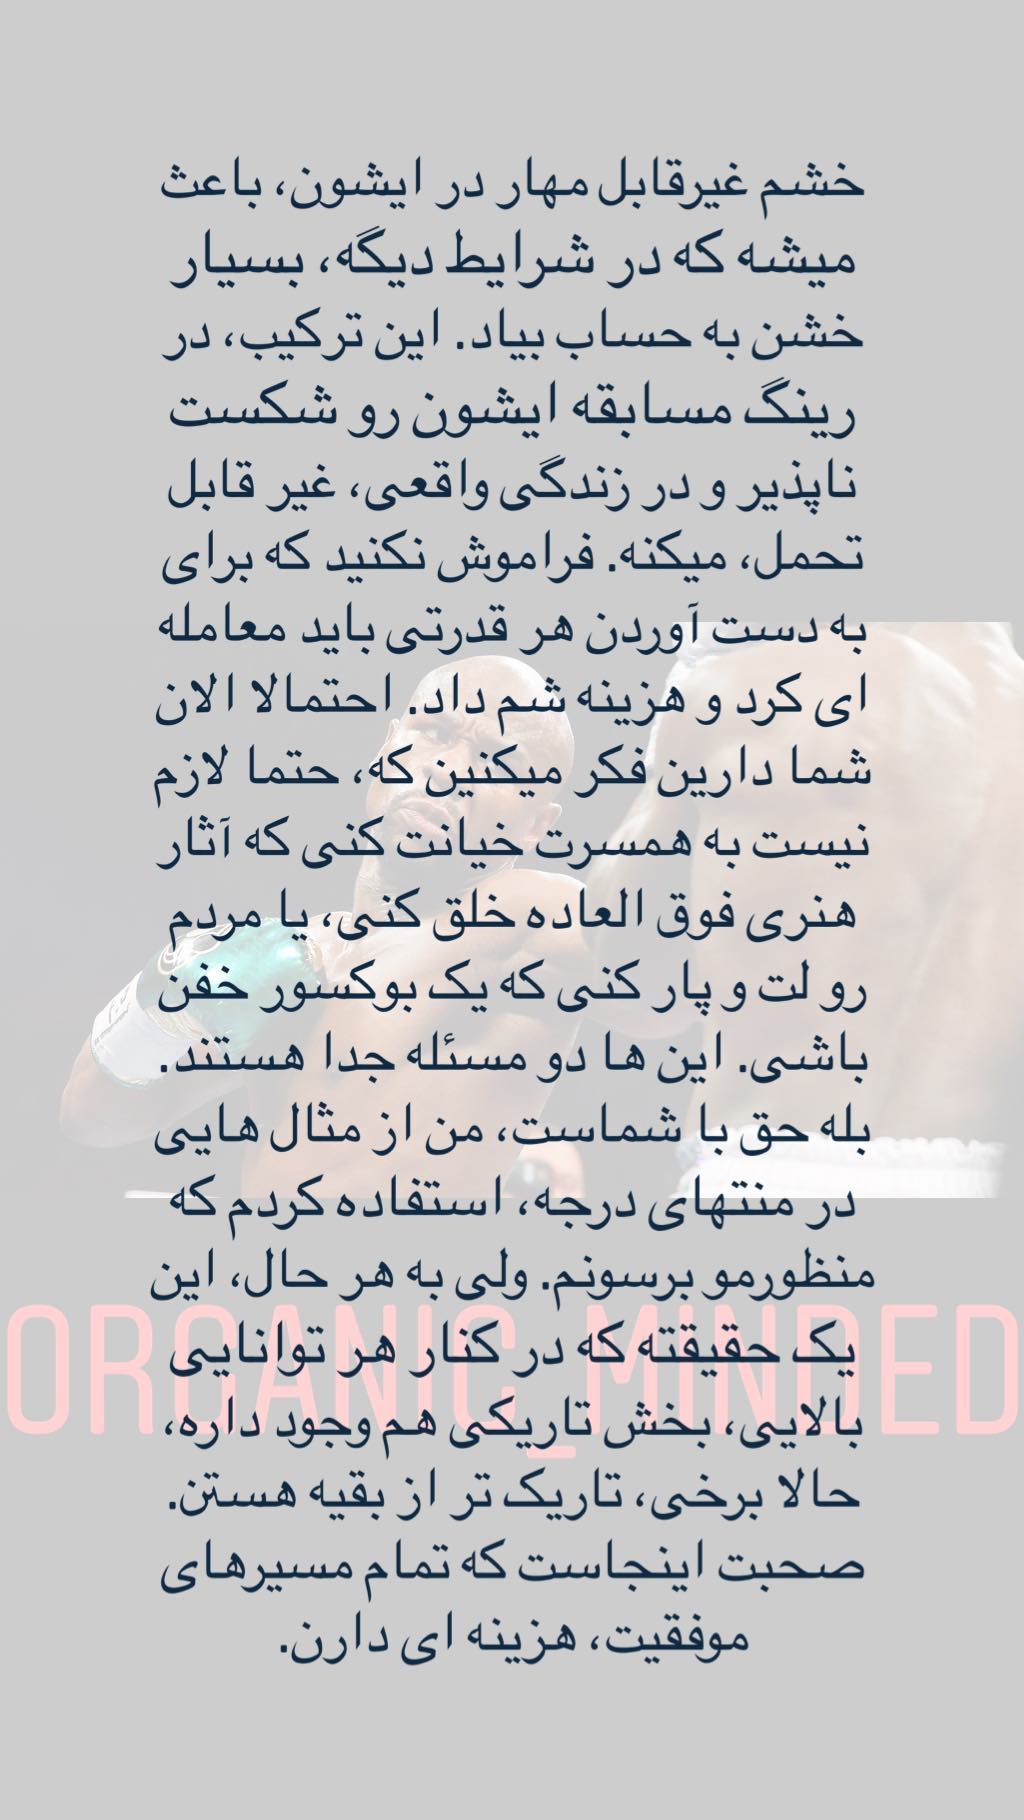 خشم غیرقابل مهار در ایشون، باعث
میشه که در شرایط دیگه، بسیار
خشن به حساب بیاد. این ترکیب، در
رینگ مسابقه ایشون رو شکست
ناپذیر و در زندگی واقعی، غیر قابل
تحمل، میکنه. فراموش نکنید که برای
به دست آوردن هر قدرتی باید معامله
ای کرد و هزینه شم داد. احتمالا الان
شما دارین فکر میکنین که، حتما لازم
نیست به همسرت خیانت کنی که آثار
هنری فوق العاده خلق کنی، یا مردم
رو لت و پار کنی که یک بوکسور خفن
باشی. این ها دو مسئله جدا هستند.
بله حق با شماست، من از مثال هایی
در منتهای درجه، استفاده کردم که
منظورمو برسونم. ولی به هر حال، این
یک حقیقته که در کنار هر توانایی
بالایی، بخش تاریکی هم وجود داره،
حالا برخی، تاریک تر از بقیه هستن.
صحبت اینجاست که تمام مسیرهای
موفقیت، هزینه ای دارن.
ORGANIC_MINDED